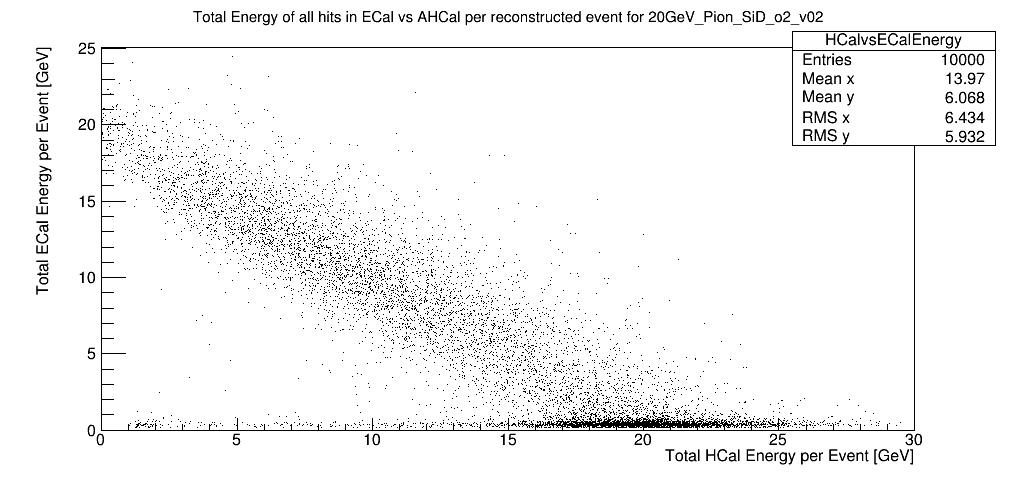 Total Energy of all hits in ECal vs AHCal per reconstructed event for 20GeV_Pion_SiD_o2_v02
HCalvsECalEnergy
Entries 10000
Mean x 13.97
Mean y 6.068
RMS x 6.434
RMS y 5.932
Total ECal Energy per Event [GeV]
25
20
15
10
5
0
0 5 10 15 20 25 30
Total HCal Energy per Event [GeV]